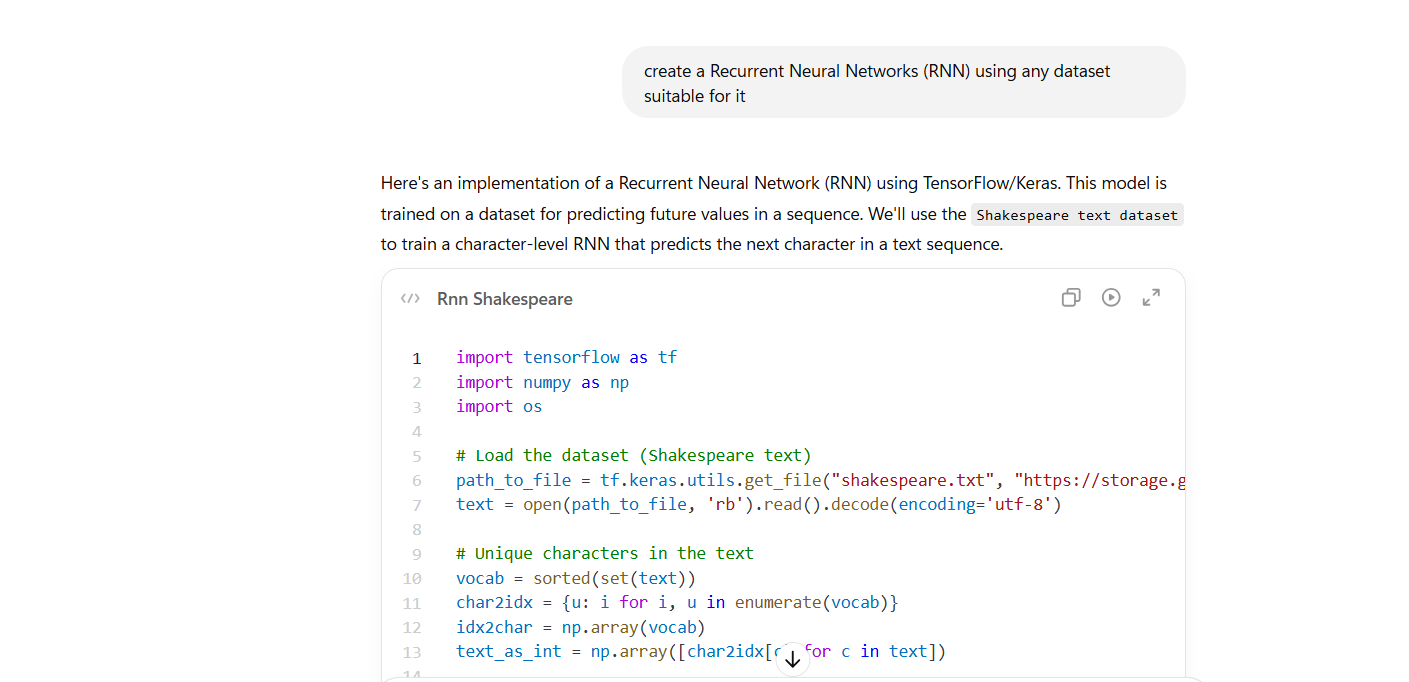 create a Recurrent Neural Networks (RNN) using any dataset
suitable for it
Here's an implementation of a Recurrent Neural Network (RNN) using TensorFlow/Keras. This model is
trained on a dataset for predicting future values in a sequence. We'll use the Shakespeare text dataset
to train a character-level RNN that predicts the next character in a text sequence.
</> Rnn Shakespeare
1 import tensorflow as tf
2 import numpy as np
3 import os
4
5 # Load the dataset (Shakespeare text)
6 path_to_file = tf.keras.utils.get_file("shakespeare.txt", "https://storage.g
7 text = open(path_to_file, 'rb').read().decode(encoding='utf-8')
8
9 # Unique characters in the text
10 vocab = sorted(set(text))
11 char2idx = {u: i for i, u in enumerate(vocab)}
12 idx2char = np.array(vocab)
13 text_as_int = np.array([char2idx[ for c in text])
14